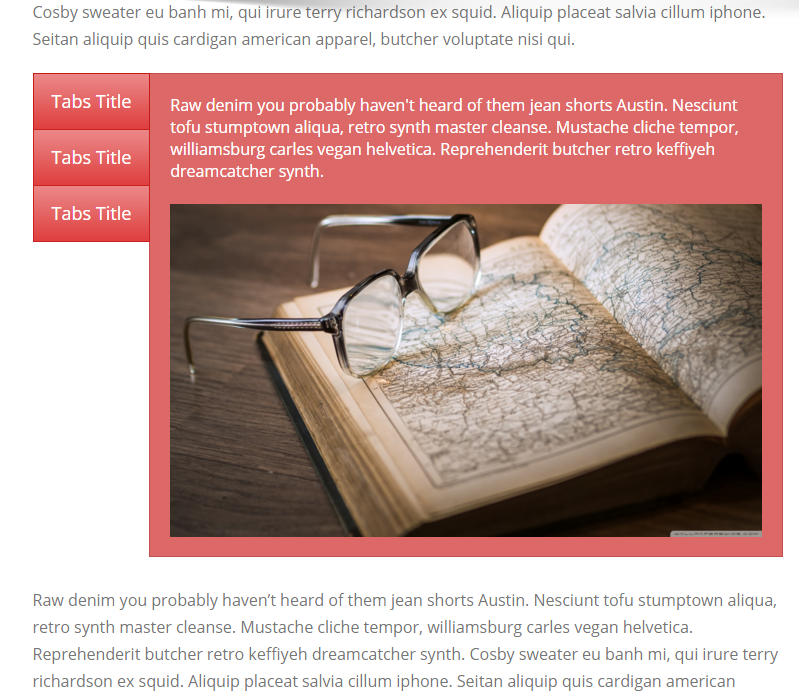 Cosby sweater eu banh mi, qui irure terry richardson ex squid. Aliquip placeat salvia cillum iphone.
Seitan aliquip quis cardigan american apparel, butcher voluptate nisi qui.
Tabs Title
Tabs Title
Tabs Title
Raw denim you probably haven't heard of them jean shorts Austin. Nesciunt
tofu stumptown aliqua, retro synth master cleanse. Mustache cliche tempor,
williamsburg carles vegan helvetica. Reprehenderit butcher retro keffiyeh
dreamcatcher synth.
Raw denim you probably haven’t heard of them jean shorts Austin. Nesciunt tofu stumptown aliqua,
retro synth master cleanse. Mustache cliche tempor, williamsburg carles vegan helvetica.
Reprehenderit butcher retro keffiyeh dreamcatcher synth. Cosby sweater eu banh mi, qui irure terry
richardson ex squid. Aliquip placeat salvia cillum iphone. Seitan aliquip quis cardigan american